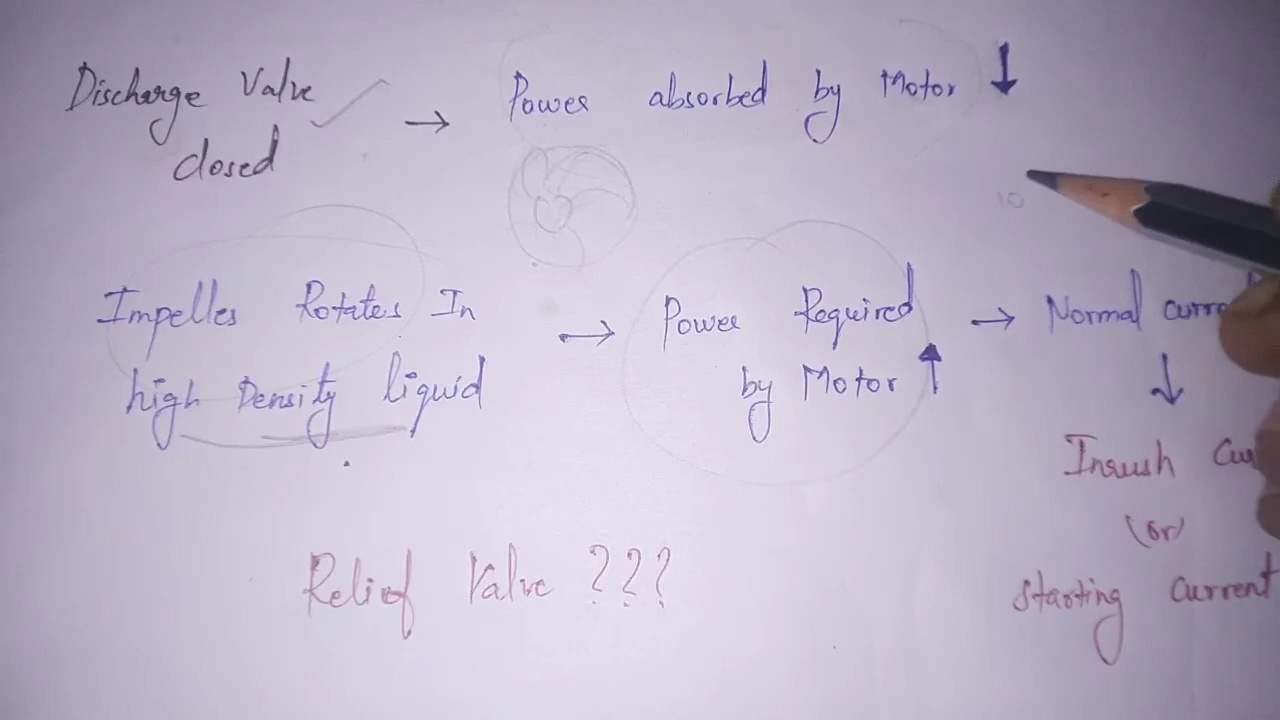 Discharge Valve
closed
→ Power absorbed by Motor ↓
10
Impeller Rotates In
high Density liquid
→ Power Required
by Motor ↑
→ Normal
↓
Inrush
(or)
Starting Current
Relief Valve ???